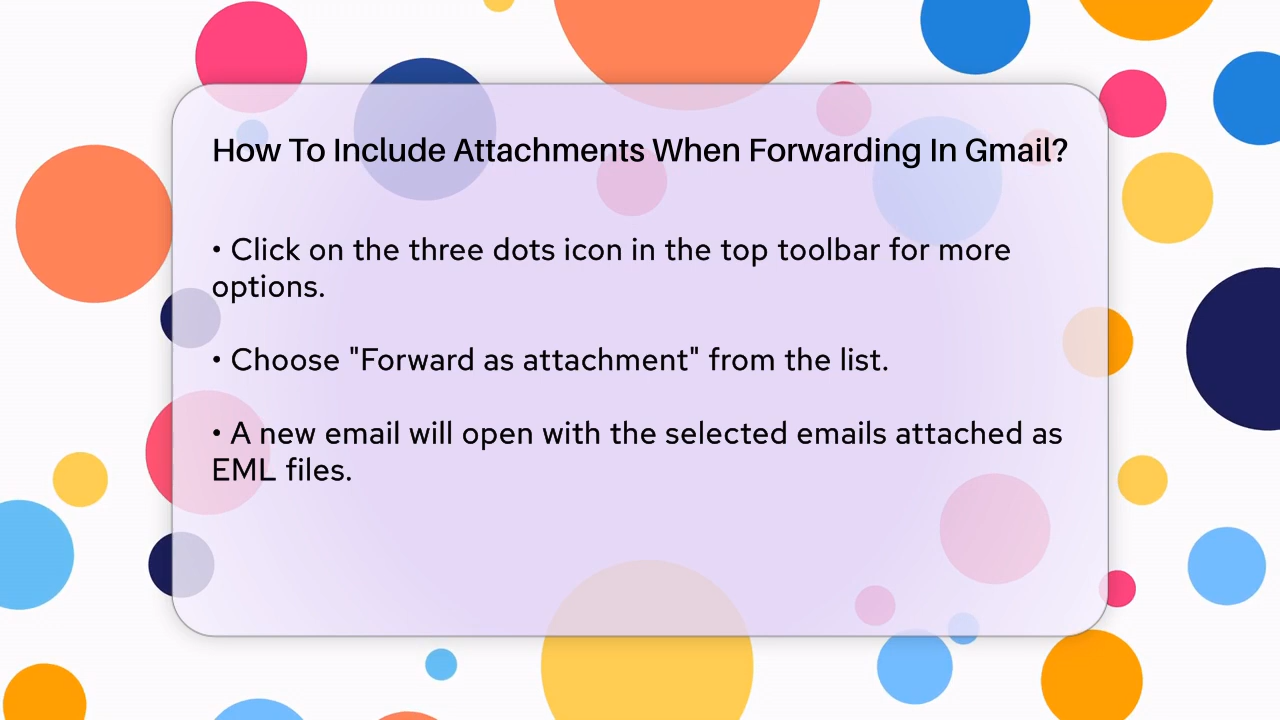 How To Include Attachments When Forwarding In Gmail?
• Click on the three dots icon in the top toolbar for more
options.
• Choose "Forward as attachment" from the list.
• A new email will open with the selected emails attached as
EML files.